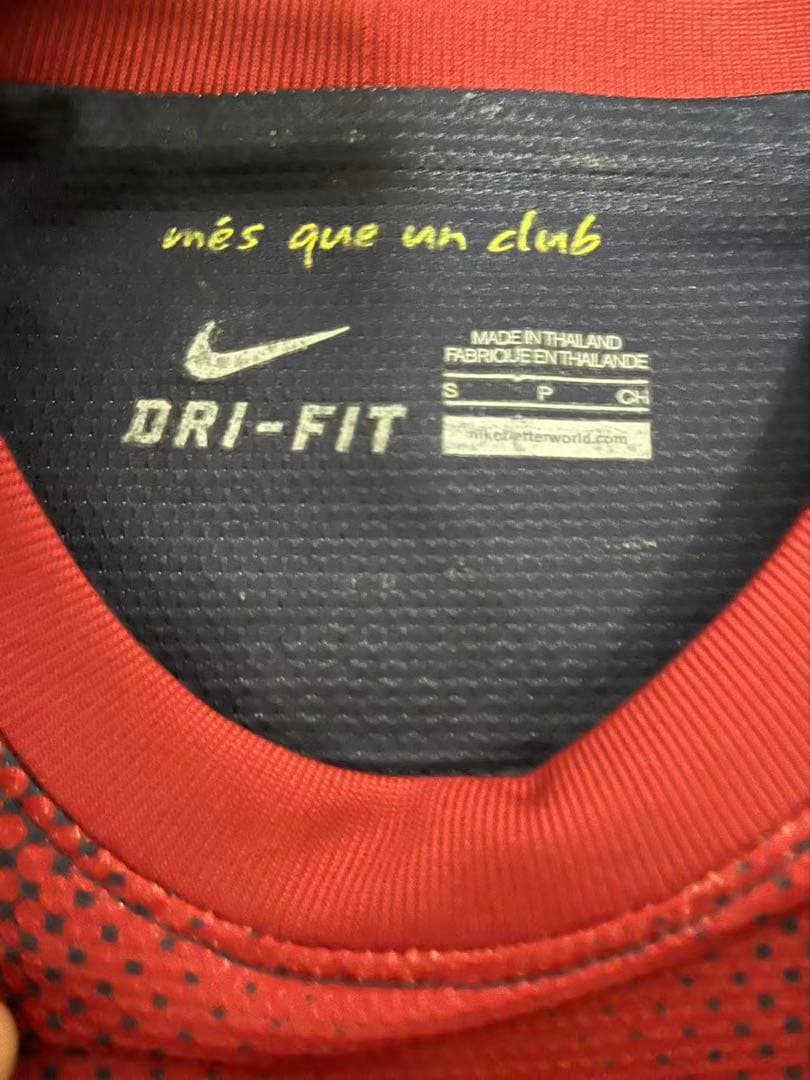 més que un club
DRI-FIT
MADE IN THAILAND
FABRIQUE EN THAILANDE
S P CH
nikebetterworld.com